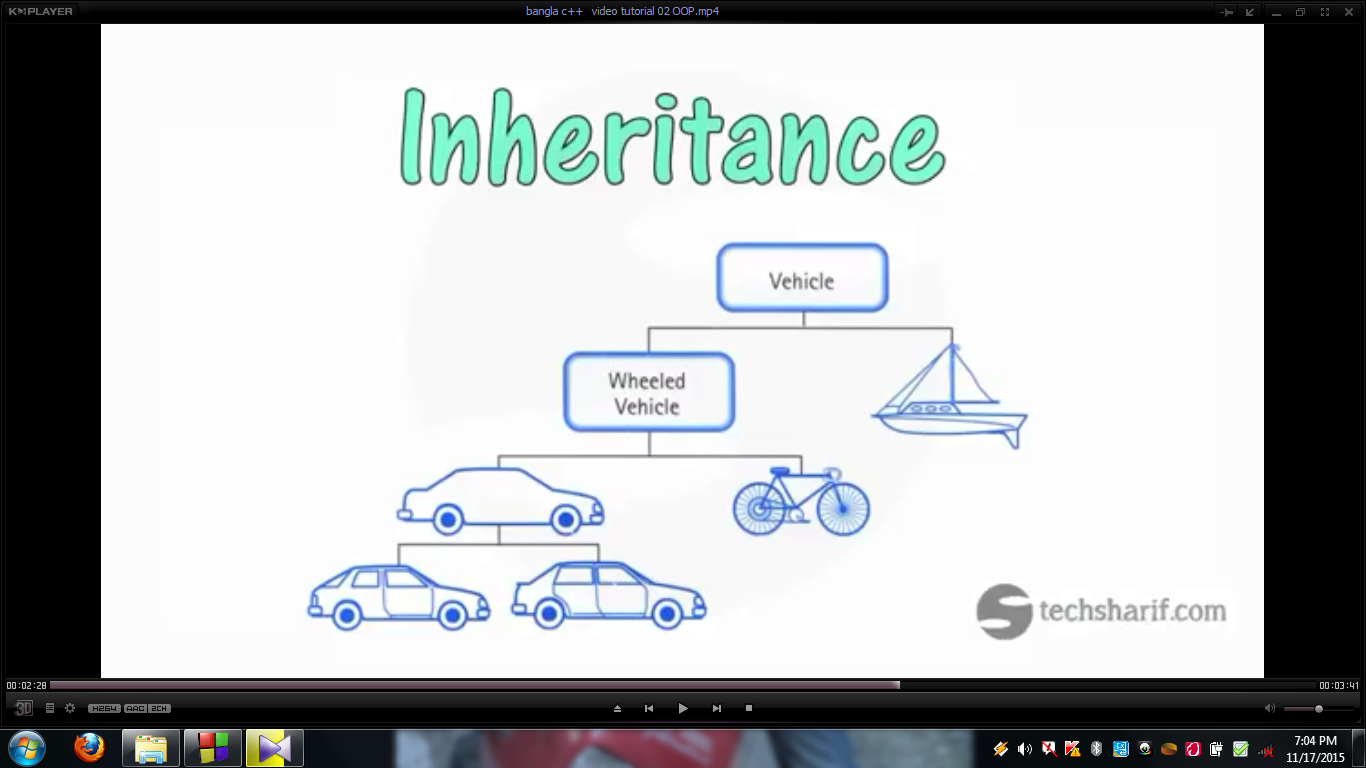 K▶MPLAYER
bangla c++ video tutorial 02 OOP.mp4
Inheritance
Vehicle
Wheeled
Vehicle
techsharif.com
00:02:28
00:03:41
3D
H264 AAC 2CH
7:04 PM
11/17/2015